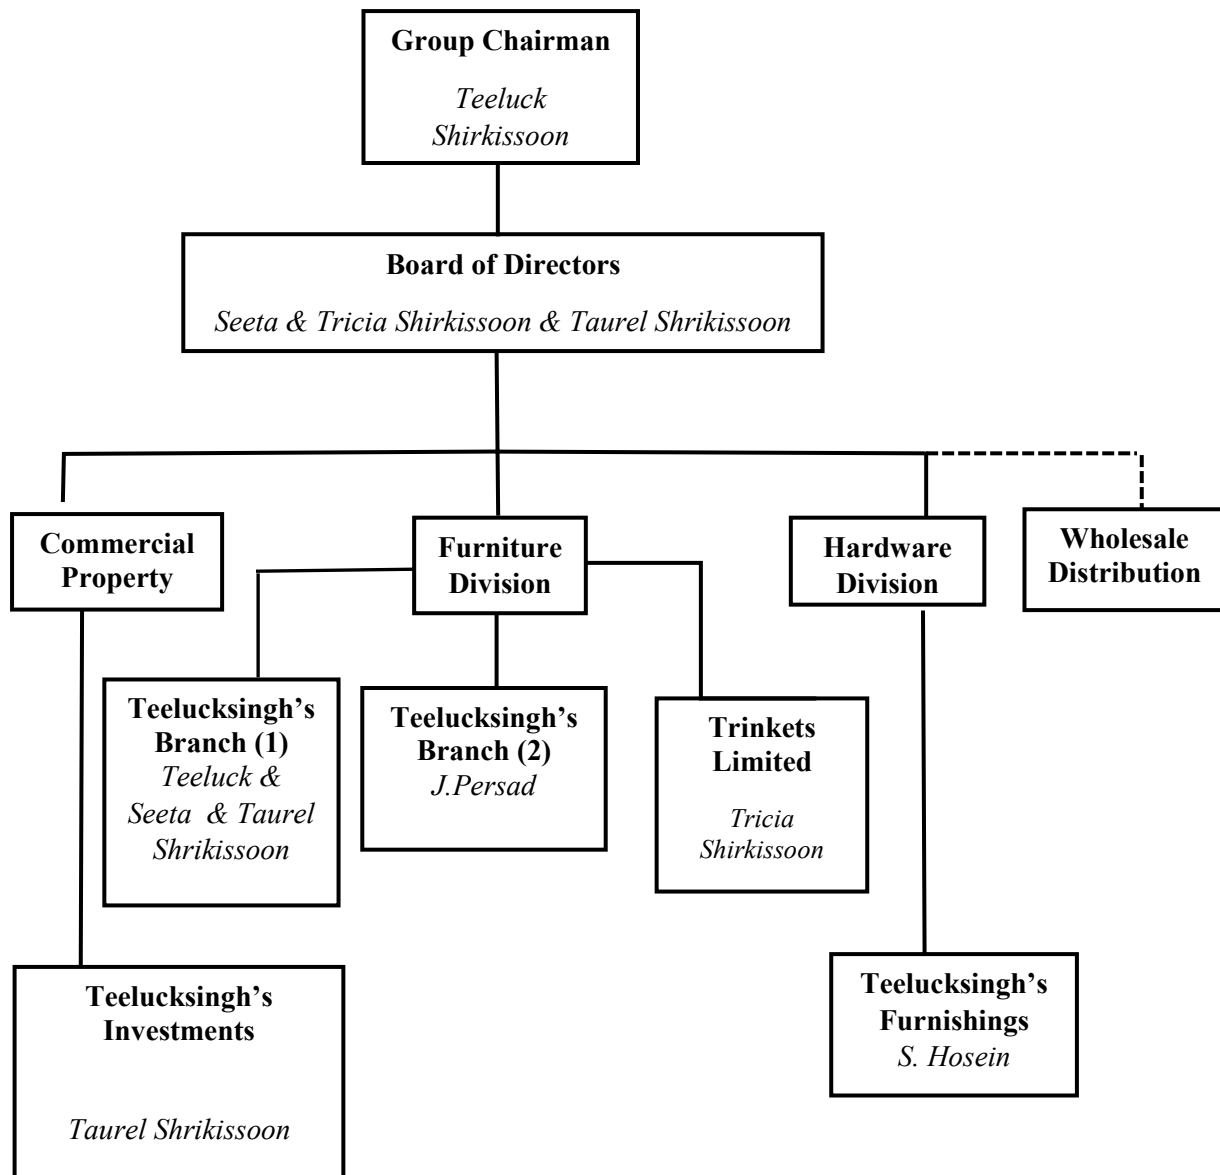 Group Chairman
Teeluck
Shirkissoon
Board of Directors
Seeta & Tricia Shirkissoon & Taurel Shrikissoon
Commercial
Property
Furniture
Division
Hardware
Division
Wholesale
Distribution
Teelucksingh’s
Branch (1)
Teeluck &
Seeta & Taurel
Shrikissoon
Teelucksingh’s
Branch (2)
J.Persad
Trinkets
Limited
Tricia
Shirkissoon
Teelucksingh’s
Investments
Taurel Shrikissoon
Teelucksingh’s
Furnishings
S. Hosein